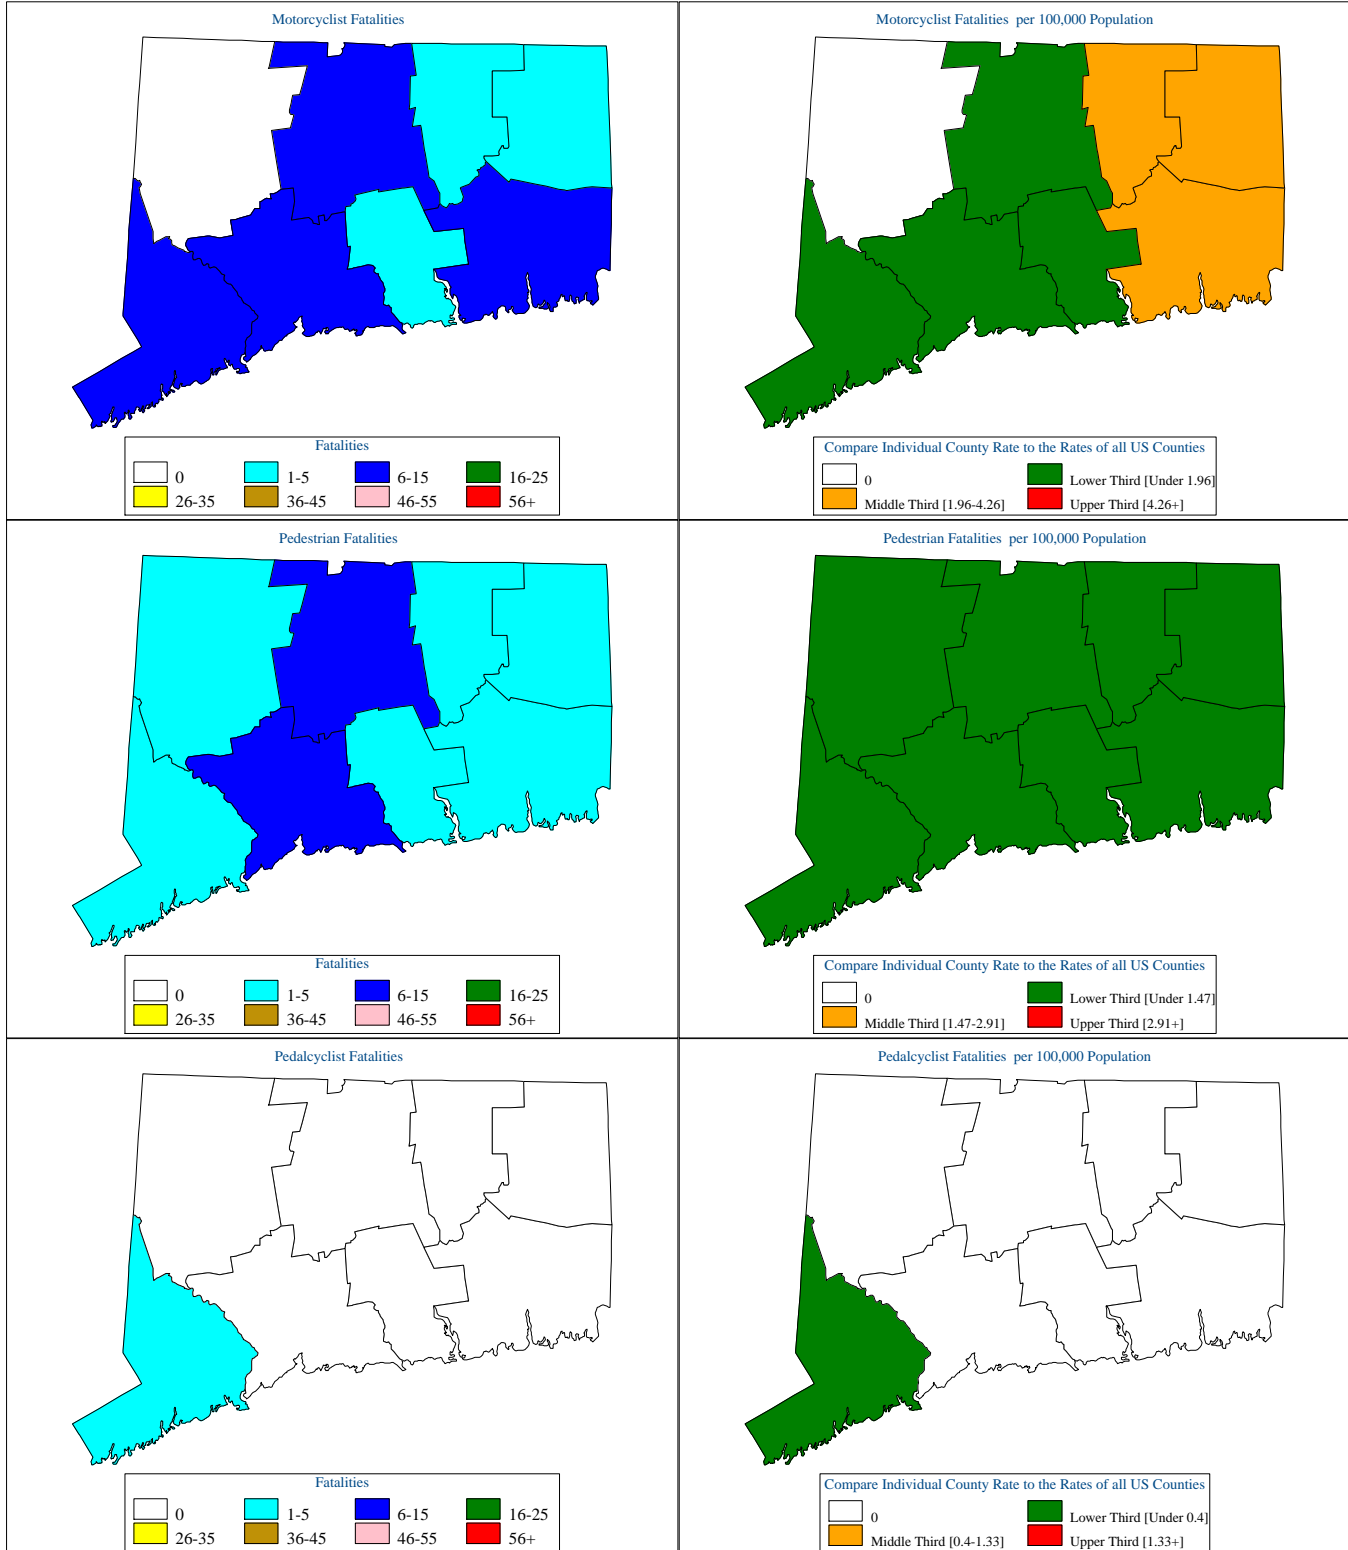 Motorcyclist Fatalities
Fatalities
0 1-5 6-15 16-25
26-35 36-45 46-55 56+
Motorcyclist Fatalities per 100,000 Population
Compare Individual County Rate to the Rates of all US Counties
0 Lower Third [Under 1.96]
Middle Third [1.96-4.26] Upper Third [4.26+]
Pedestrian Fatalities
Fatalities
0 1-5 6-15 16-25
26-35 36-45 46-55 56+
Pedestrian Fatalities per 100,000 Population
Compare Individual County Rate to the Rates of all US Counties
0 Lower Third [Under 1.47]
Middle Third [1.47-2.91] Upper Third [2.91+]
Pedalcyclist Fatalities
Fatalities
0 1-5 6-15 16-25
26-35 36-45 46-55 56+
Pedalcyclist Fatalities per 100,000 Population
Compare Individual County Rate to the Rates of all US Counties
0 Lower Third [Under 0.4]
Middle Third [0.4-1.33] Upper Third [1.33+]